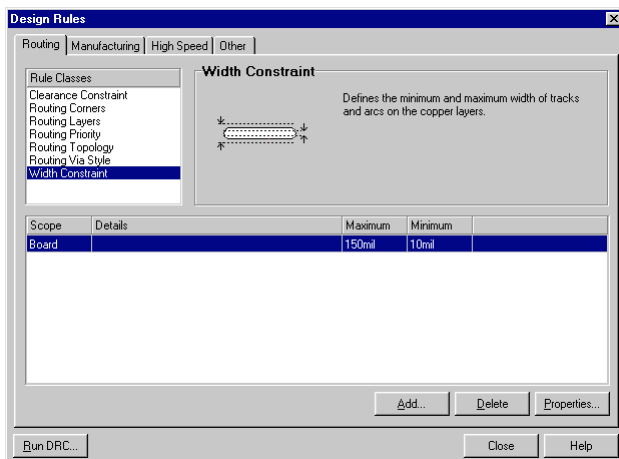 Design Rules
Routing Manufacturing High Speed Other
Rule Classes
Clearance Constraint
Routing Corners
Routing Layers
Routing Priority
Routing Topology
Routing Via Style
Width Constraint
Width Constraint
Defines the minimum and maximum width of tracks
and arcs on the copper layers.
Scope Details Maximum Minimum
Board 150mil 10mil
Add... Delete Properties...
Run DRC... Close Help